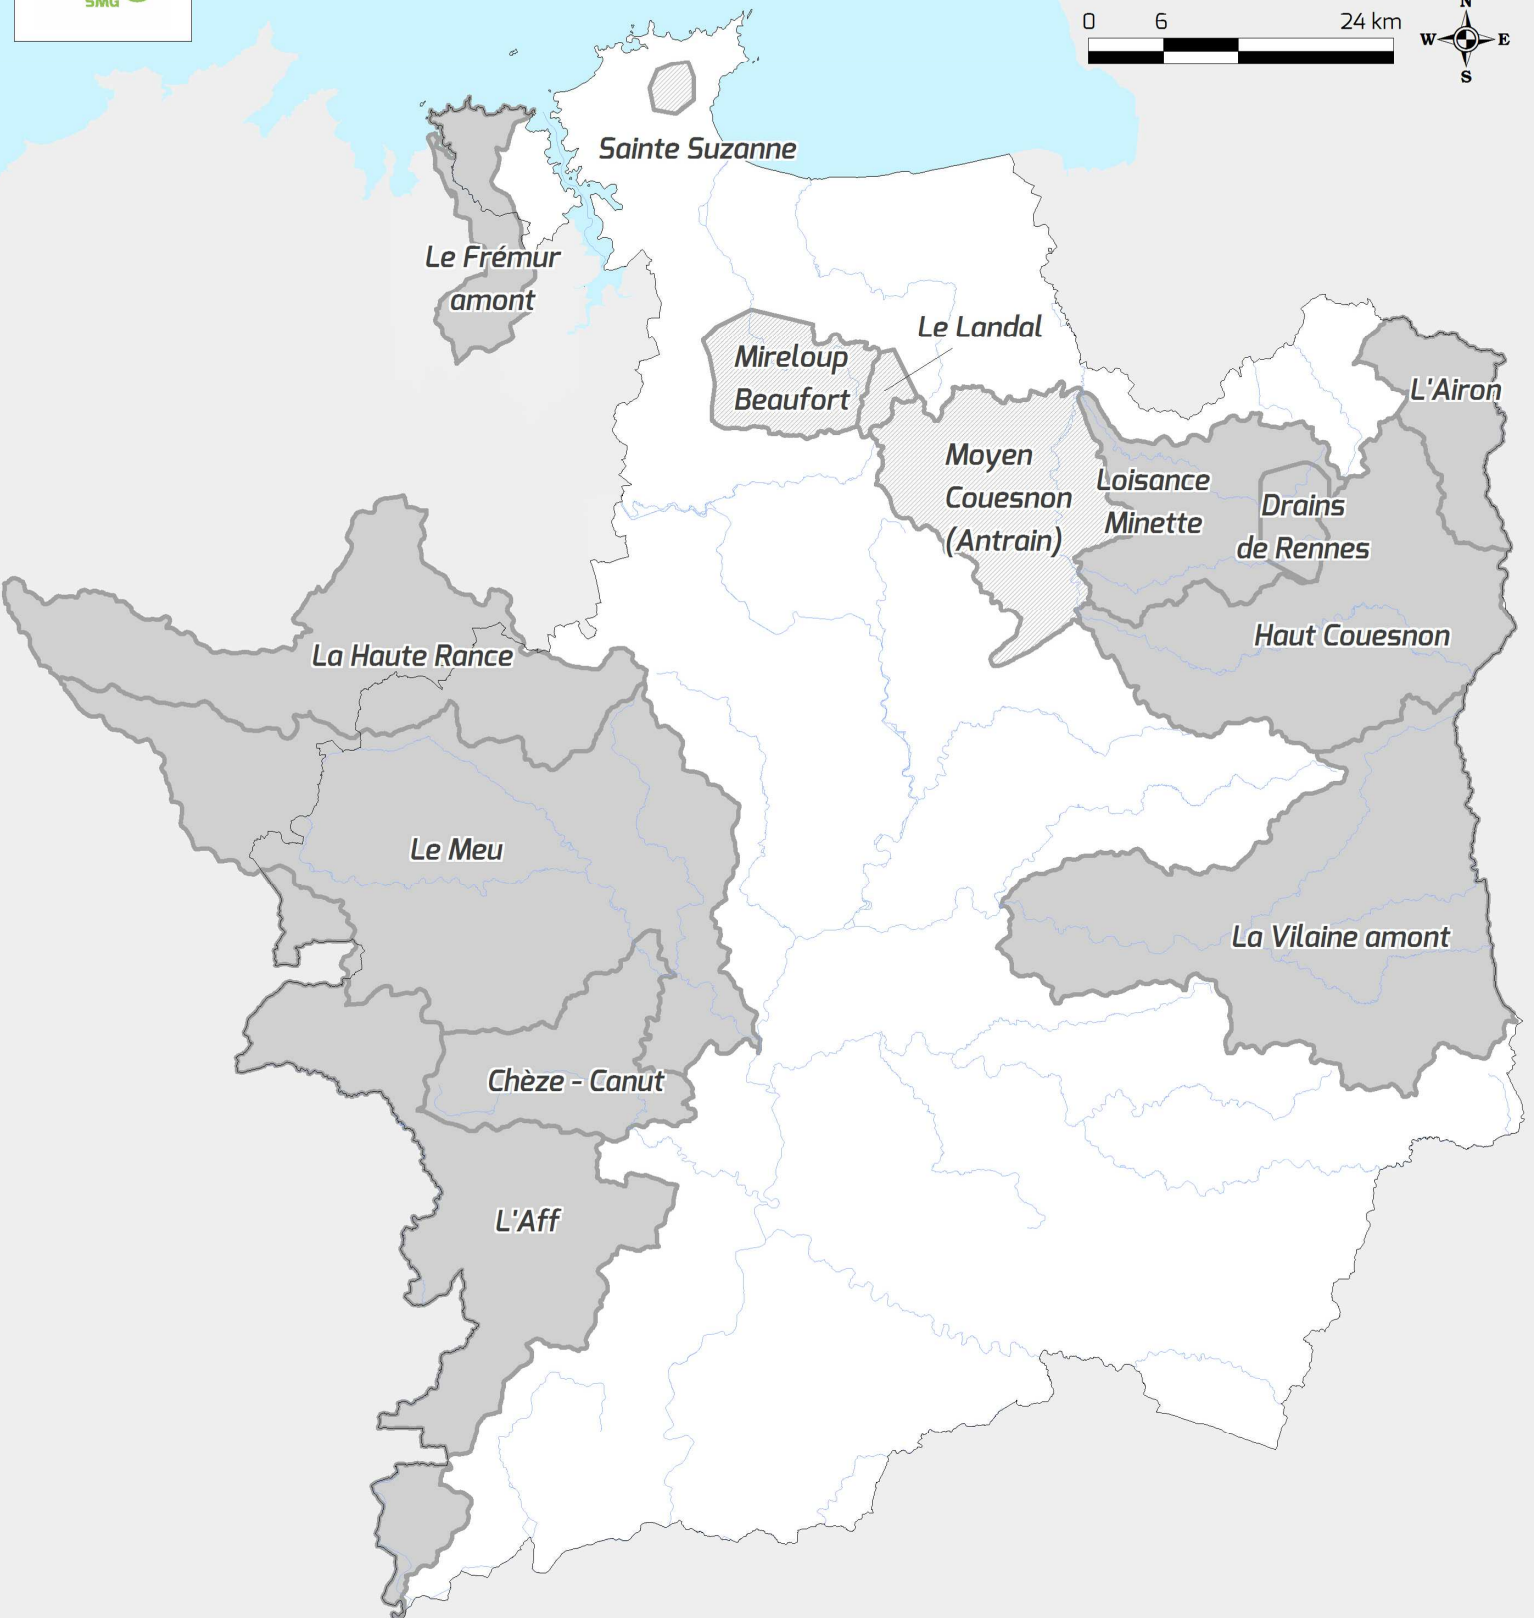 SMG
0 6 24 km
N
W E
S
Sainte Suzanne
Le Frémur
amont
Le Landal
Mireloup
Beaufort
L'Airon
Moyen
Couesnon
(Antrain)
Loisance
Minette
Drains
de Rennes
Haut Couesnon
La Haute Rance
Le Meu
La Vilaine amont
Chèze - Canut
L'Aff